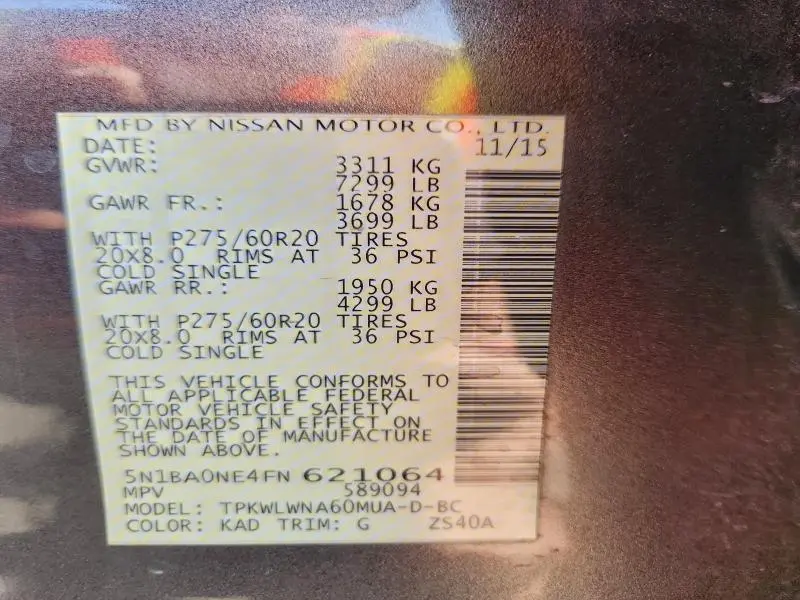 MFD BY NISSAN MOTOR CO., LTD.
DATE: 11/15
GVWR: 3311 KG
7299 LB
GAWR FR.: 1678 KG
3699 LB
WITH P275/60R20 TIRES
20X8.0 RIMS AT 36 PSI
COLD SINGLE
GAWR RR.: 1950 KG
4299 LB
WITH P275/60R20 TIRES
20X8.0 RIMS AT 36 PSI
COLD SINGLE
THIS VEHICLE CONFORMS TO
ALL APPLICABLE FEDERAL
MOTOR VEHICLE SAFETY
STANDARDS IN EFFECT ON
THE DATE OF MANUFACTURE
SHOWN ABOVE.
5N1BA0NE4FN 621064
MPV 589094
MODEL: TPKWLWNA60MUA-D-BC
COLOR: KAD TRIM: G ZS40A